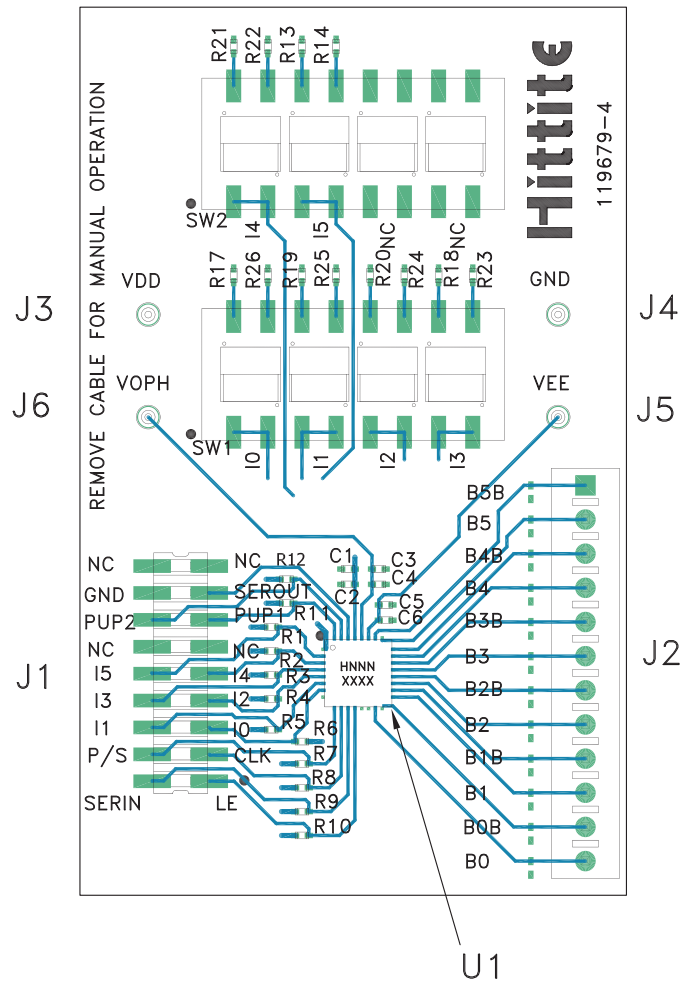 R21
R22
R13
R14
Hittite
119679-4
REMOVE CABLE FOR MANUAL OPERATION
SW2
I4
I5
NC
NC
R17
R26
R19
R25
R20
R24
R18
R23
VDD
GND
J3
J4
VOPH
VEE
J6
J5
SW1
I0
I1
I2
I3
B5B
B5
B4B
B4
B3B
B3
B2B
B2
B1B
B1
B0B
B0
J2
NC
NC
GND
SEROUT
PUP2
PUP1
NC
NC
I5
I4
I3
I2
I1
I0
P/S
CLK
SERIN
LE
J1
R12
R11
R1
R2
R3
R4
R5
R6
R7
R8
R9
R10
C1
C2
C3
C4
C5
C6
HNNN
XXXX
U1